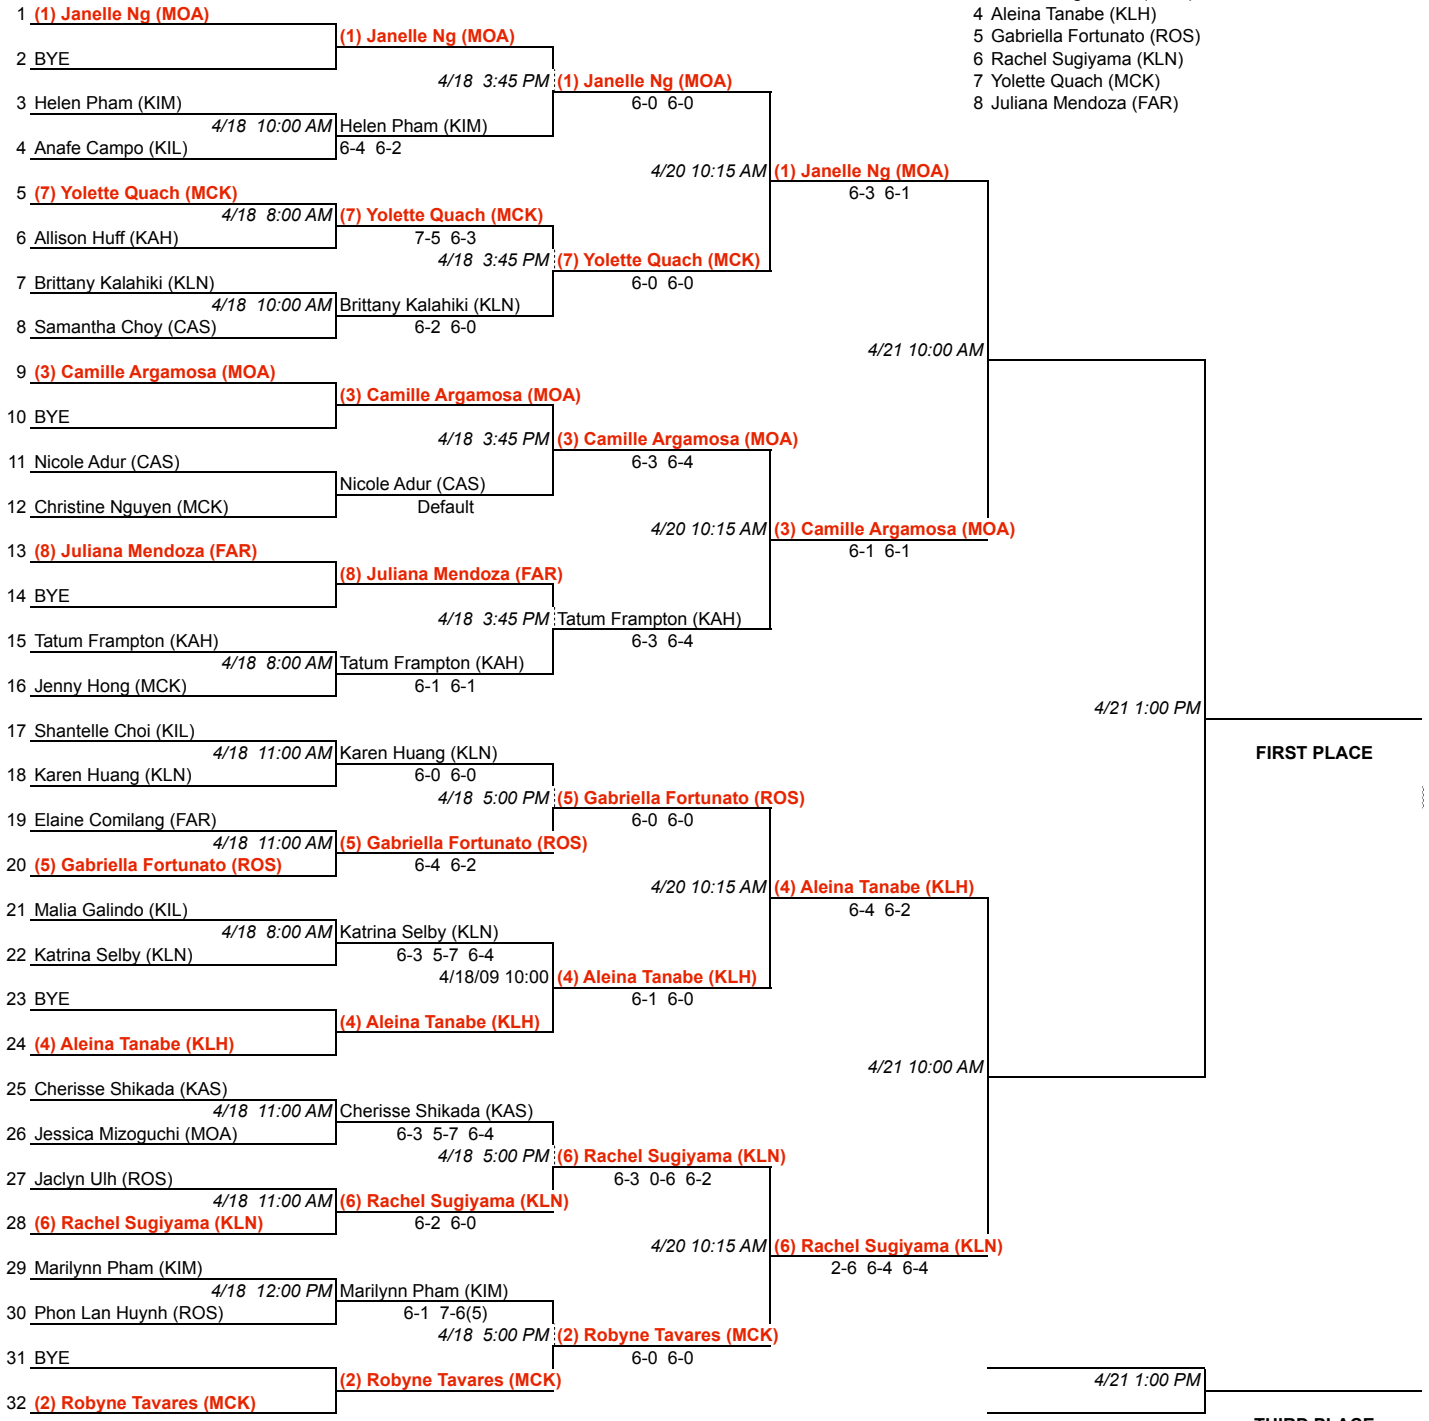 1 (1) Janelle Ng (MOA)
(1) Janelle Ng (MOA)
2 BYE
4/18 3:45 PM (1) Janelle Ng (MOA)
6-0 6-0
3 Helen Pham (KIM)
4/18 10:00 AM Helen Pham (KIM)
4 Anafe Campo (KIL)
6-4 6-2
4/20 10:15 AM (1) Janelle Ng (MOA)
6-3 6-1
5 (7) Yolette Quach (MCK)
4/18 8:00 AM (7) Yolette Quach (MCK)
6 Allison Huff (KAH)
7-5 6-3
4/18 3:45 PM (7) Yolette Quach (MCK)
6-0 6-0
7 Brittany Kalahiki (KLN)
4/18 10:00 AM Brittany Kalahiki (KLN)
8 Samantha Choy (CAS)
6-2 6-0
4/21 10:00 AM
9 (3) Camille Argamosa (MOA)
(3) Camille Argamosa (MOA)
10 BYE
4/18 3:45 PM (3) Camille Argamosa (MOA)
6-3 6-4
11 Nicole Adur (CAS)
Nicole Adur (CAS)
12 Christine Nguyen (MCK)
Default
4/20 10:15 AM (3) Camille Argamosa (MOA)
6-1 6-1
13 (8) Juliana Mendoza (FAR)
(8) Juliana Mendoza (FAR)
14 BYE
4/18 3:45 PM Tatum Frampton (KAH)
6-3 6-4
15 Tatum Frampton (KAH)
4/18 8:00 AM Tatum Frampton (KAH)
16 Jenny Hong (MCK)
6-1 6-1
4/21 1:00 PM
FIRST PLACE
17 Shantelle Choi (KIL)
4/18 11:00 AM Karen Huang (KLN)
18 Karen Huang (KLN)
6-0 6-0
4/18 5:00 PM (5) Gabriella Fortunato (ROS)
6-0 6-0
19 Elaine Comilang (FAR)
4/18 11:00 AM (5) Gabriella Fortunato (ROS)
20 (5) Gabriella Fortunato (ROS)
6-4 6-2
4/20 10:15 AM (4) Aleina Tanabe (KLH)
6-4 6-2
21 Malia Galindo (KIL)
4/18 8:00 AM Katrina Selby (KLN)
22 Katrina Selby (KLN)
6-3 5-7 6-4
4/18/09 10:00 (4) Aleina Tanabe (KLH)
6-1 6-0
23 BYE
(4) Aleina Tanabe (KLH)
24 (4) Aleina Tanabe (KLH)
4/21 10:00 AM
25 Cherisse Shikada (KAS)
4/18 11:00 AM Cherisse Shikada (KAS)
26 Jessica Mizoguchi (MOA)
6-3 5-7 6-4
4/18 5:00 PM (6) Rachel Sugiyama (KLN)
6-3 0-6 6-2
27 Jaclyn Ulh (ROS)
4/18 11:00 AM (6) Rachel Sugiyama (KLN)
28 (6) Rachel Sugiyama (KLN)
6-2 6-0
4/20 10:15 AM (6) Rachel Sugiyama (KLN)
2-6 6-4 6-4
29 Marilynn Pham (KIM)
4/18 12:00 PM Marilynn Pham (KIM)
30 Phon Lan Huynh (ROS)
6-1 7-6(5)
4/18 5:00 PM (2) Robyne Tavares (MCK)
6-0 6-0
31 BYE
(2) Robyne Tavares (MCK)
32 (2) Robyne Tavares (MCK)
4/21 1:00 PM
4 Aleina Tanabe (KLH)
5 Gabriella Fortunato (ROS)
6 Rachel Sugiyama (KLN)
7 Yolette Quach (MCK)
8 Juliana Mendoza (FAR)